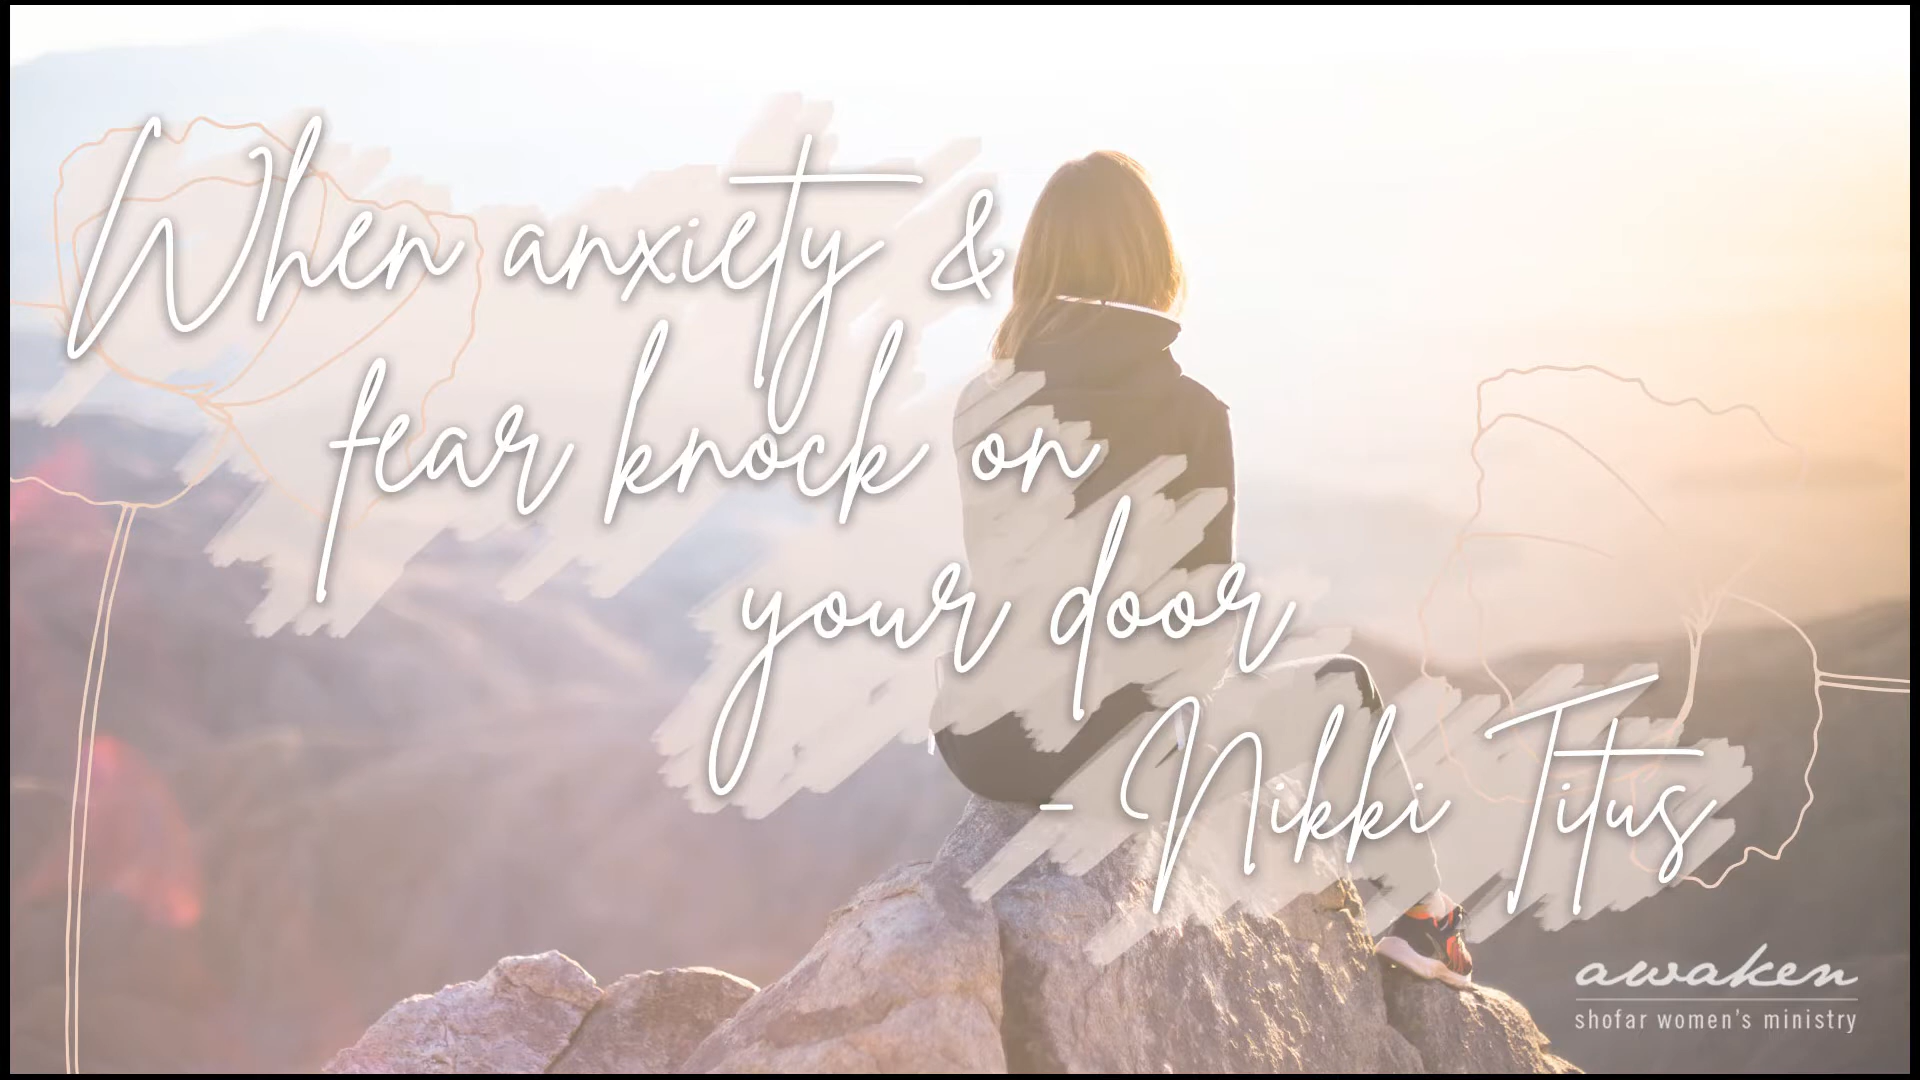 When anxiety &
fear knock on
your door
- Nikki Titus
awaken
shofar women's ministry